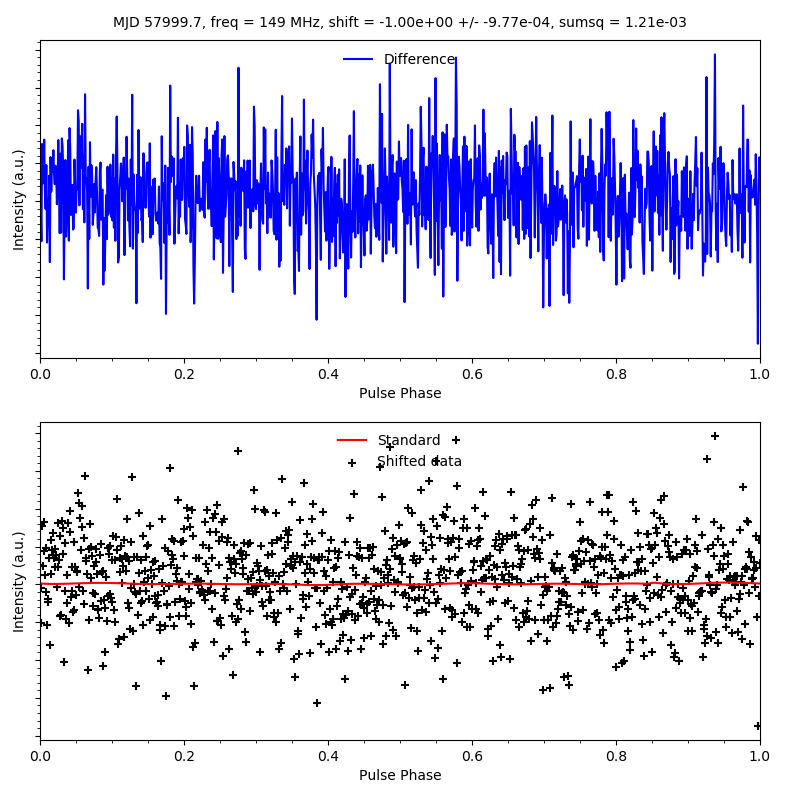 MJD 57999.7, freq = 149 MHz, shift = -1.00e+00 +/- -9.77e-04, sumsq = 1.21e-03
Difference
Intensity (a.u.)
0.0 0.2 0.4 0.6 0.8 1.0
Pulse Phase
Standard
Shifted data
Intensity (a.u.)
0.0 0.2 0.4 0.6 0.8 1.0
Pulse Phase